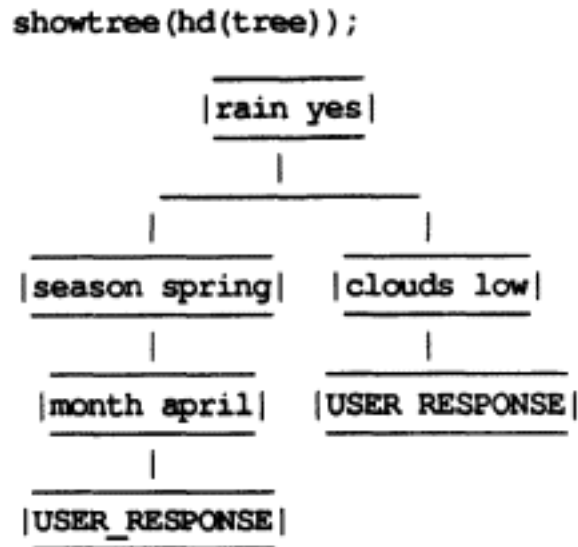 showtree(hd(tree));
|rain yes|
|season spring| |clouds low|
|month april| |USER RESPONSE|
|USER_RESPONSE|